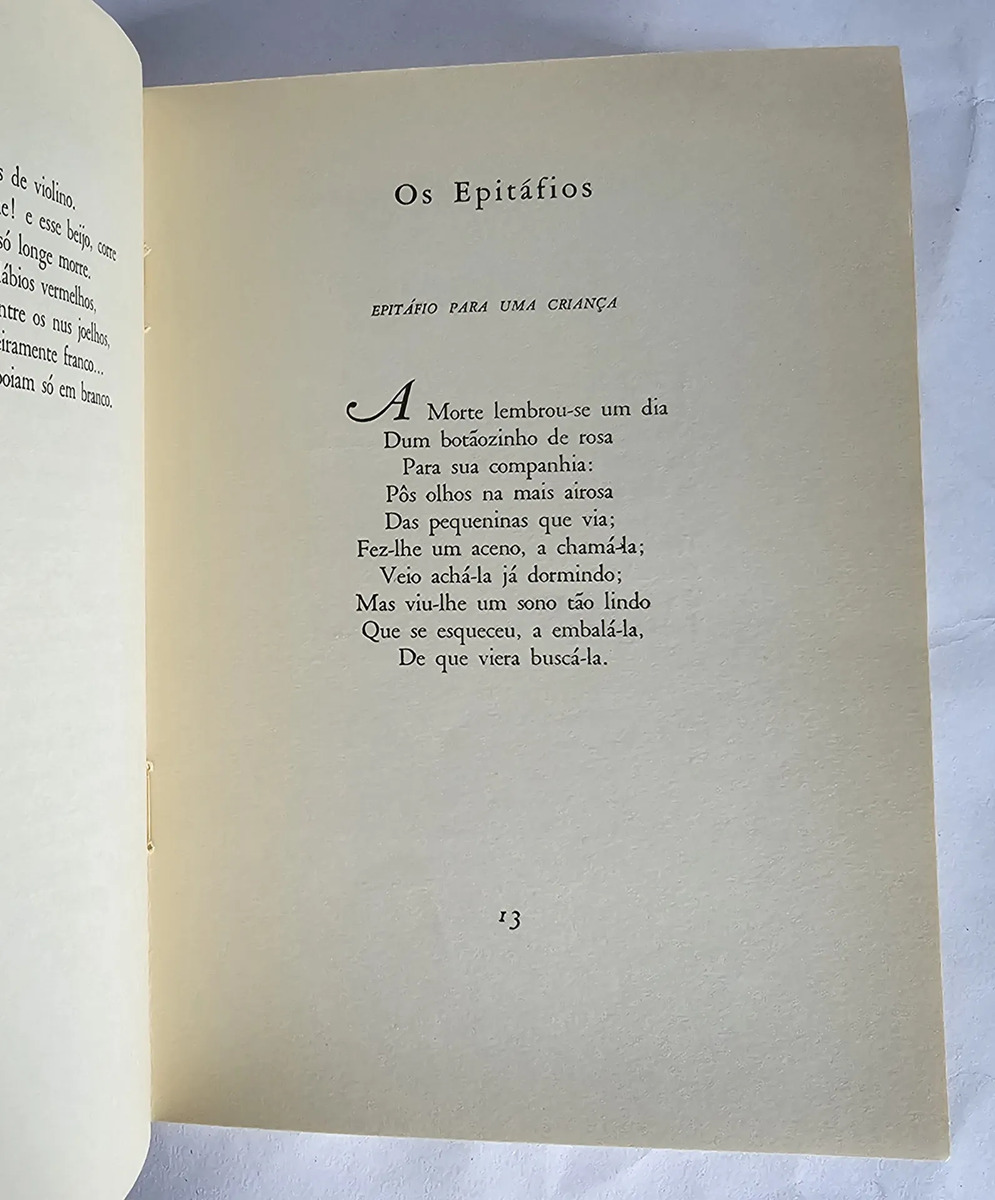 de violino.
e! e esse beijo, corre
só longe morre.
lábios vermelhos,
ntre os nus joelhos,
eiramente franco...
poiam só em branco.
Os Epitáfios
EPITÁFIO PARA UMA CRIANÇA
A Morte lembrou-se um dia
Dum botãozinho de rosa
Para sua companhia:
Pôs olhos na mais airosa
Das pequeninas que via;
Fez-lhe um aceno, a chamá-la;
Veio achá-la já dormindo;
Mas viu-lhe um sono tão lindo
Que se esqueceu, a embalá-la,
De que viera buscá-la.
13